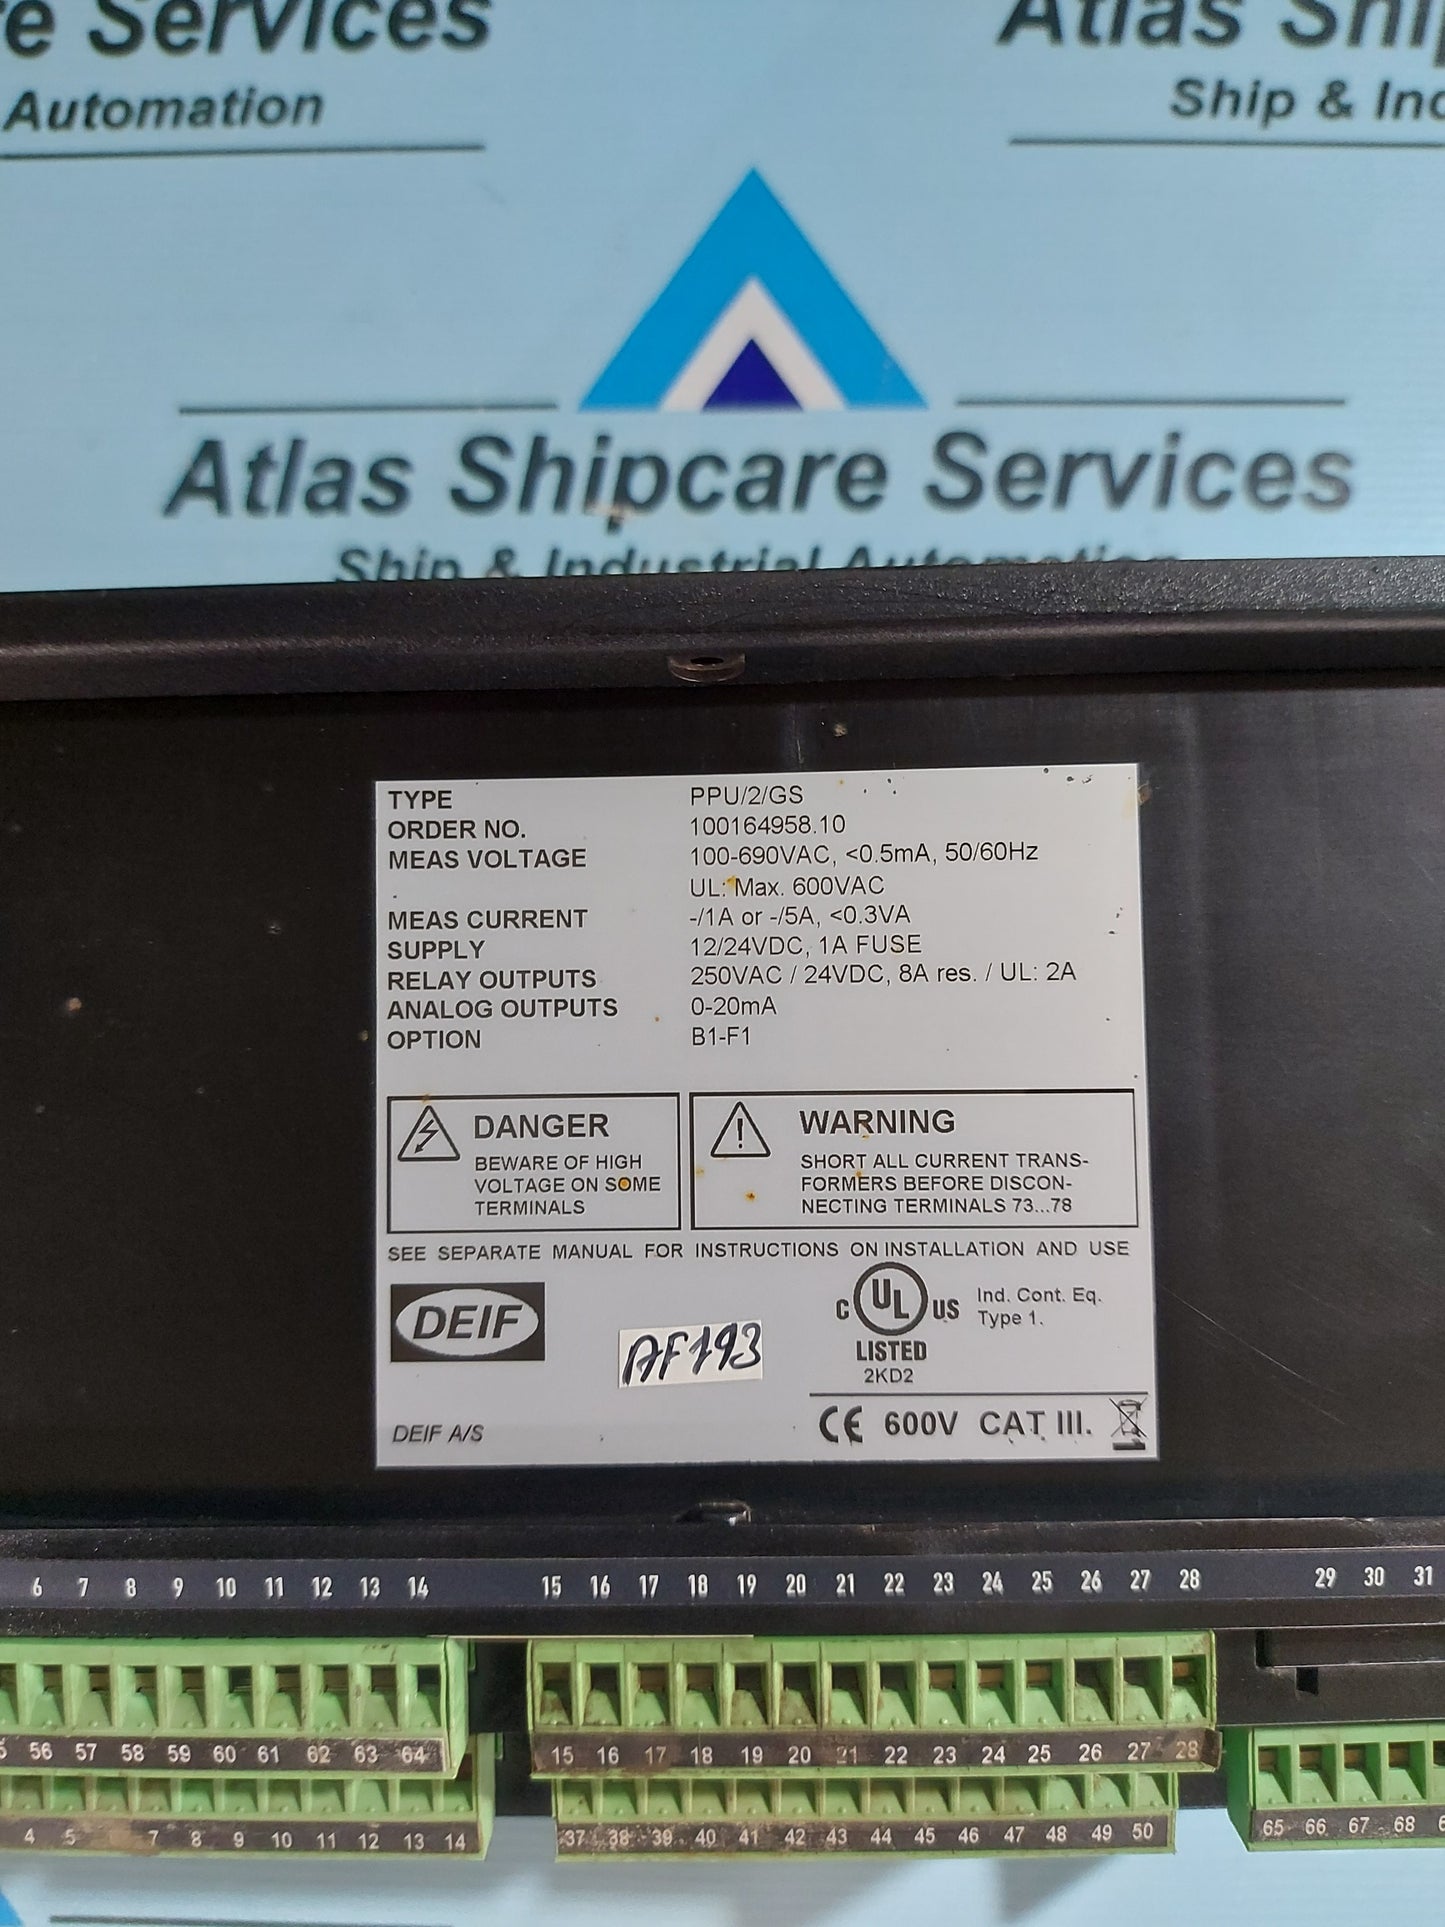 e Services
Atlas Ship
Automation
Ship & Ind
Atlas Shipcare Services
Ship & Industrial Automation
TYPE PPU/2/GS
ORDER NO. 100164958.10
MEAS VOLTAGE 100-690VAC, <0.5mA, 50/60Hz
UL: Max. 600VAC
MEAS CURRENT -/1A or -/5A, <0.3VA
SUPPLY 12/24VDC, 1A FUSE
RELAY OUTPUTS 250VAC / 24VDC, 8A res. / UL: 2A
ANALOG OUTPUTS 0-20mA
OPTION B1-F1
DANGER
BEWARE OF HIGH
VOLTAGE ON SOME
TERMINALS
WARNING
SHORT ALL CURRENT TRANS-
FORMERS BEFORE DISCON-
NECTING TERMINALS 73...78
SEE SEPARATE MANUAL FOR INSTRUCTIONS ON INSTALLATION AND USE
DEIF
AF193
C UL US
LISTED
2KD2
Ind. Cont. Eq.
Type 1.
DEIF A/S
CE 600V CAT III.
6 7 8 9 10 11 12 13 14 15 16 17 18 19 20 21 22 23 24 25 26 27 28 29 30 31
56 57 58 59 60 61 62 63 64 15 16 17 18 19 20 21 22 23 24 25 26 27 28
4 5 7 8 9 10 11 12 13 14 37 38 39 40 41 42 43 44 45 46 47 48 49 50 65 66 67 68